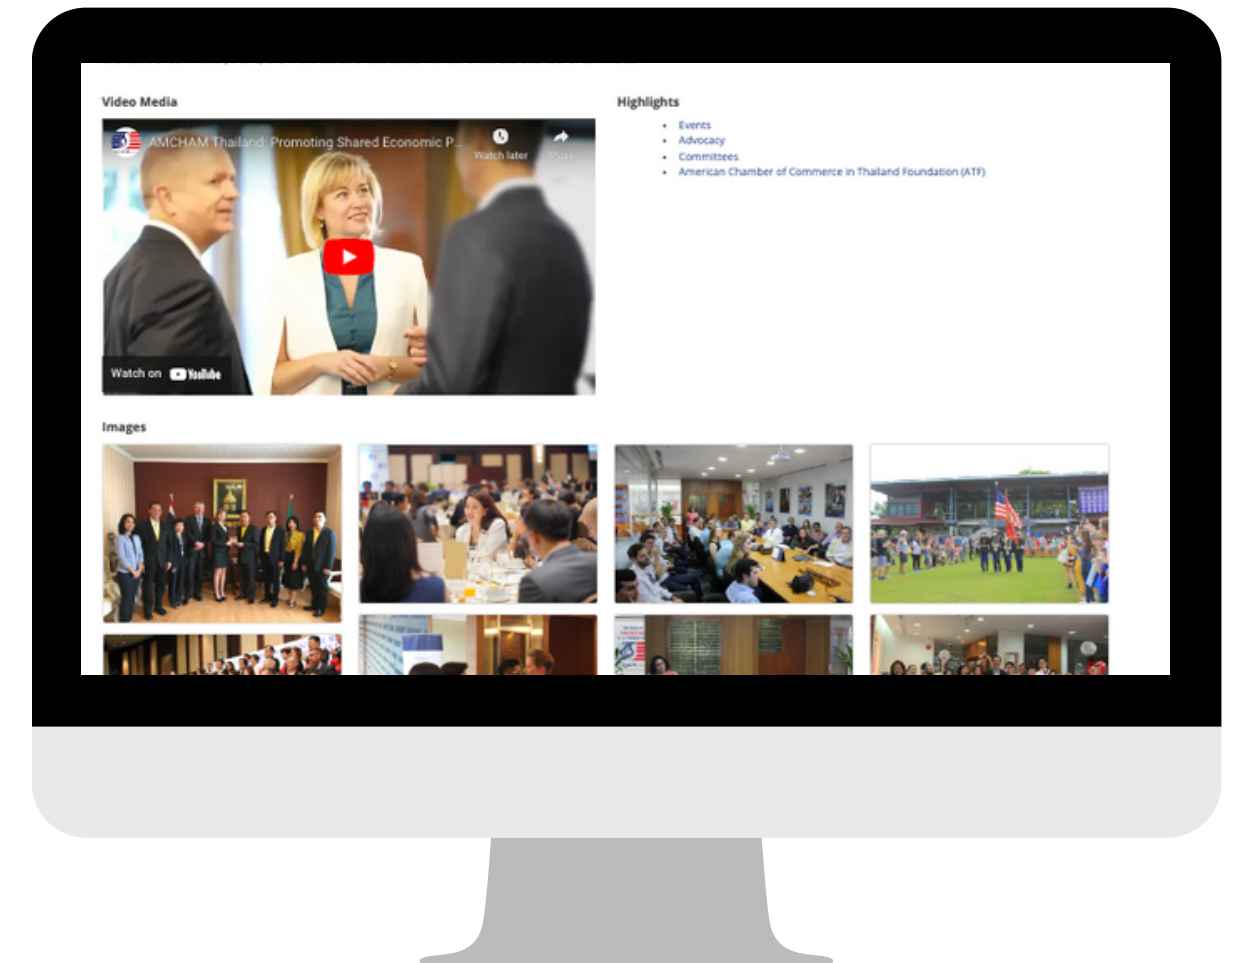 Video Media
AMCHAM Thailand: Promoting Shared Economic P...
Watch later
Share
Watch on YouTube
Highlights
Events
Advocacy
Committees
American Chamber of Commerce in Thailand Foundation (ATF)
Images